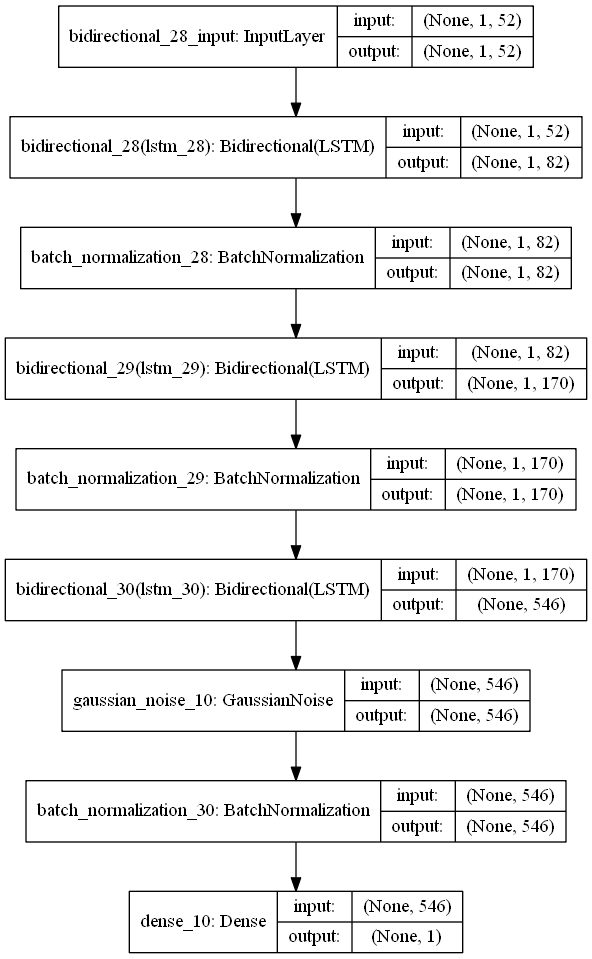 bidirectional_28_input: InputLayer
input: (None, 1, 52)
output: (None, 1, 52)
bidirectional_28(lstm_28): Bidirectional(LSTM)
input: (None, 1, 52)
output: (None, 1, 82)
batch_normalization_28: BatchNormalization
input: (None, 1, 82)
output: (None, 1, 82)
bidirectional_29(lstm_29): Bidirectional(LSTM)
input: (None, 1, 82)
output: (None, 1, 170)
batch_normalization_29: BatchNormalization
input: (None, 1, 170)
output: (None, 1, 170)
bidirectional_30(lstm_30): Bidirectional(LSTM)
input: (None, 1, 170)
output: (None, 546)
gaussian_noise_10: GaussianNoise
input: (None, 546)
output: (None, 546)
batch_normalization_30: BatchNormalization
input: (None, 546)
output: (None, 546)
dense_10: Dense
input: (None, 546)
output: (None, 1)